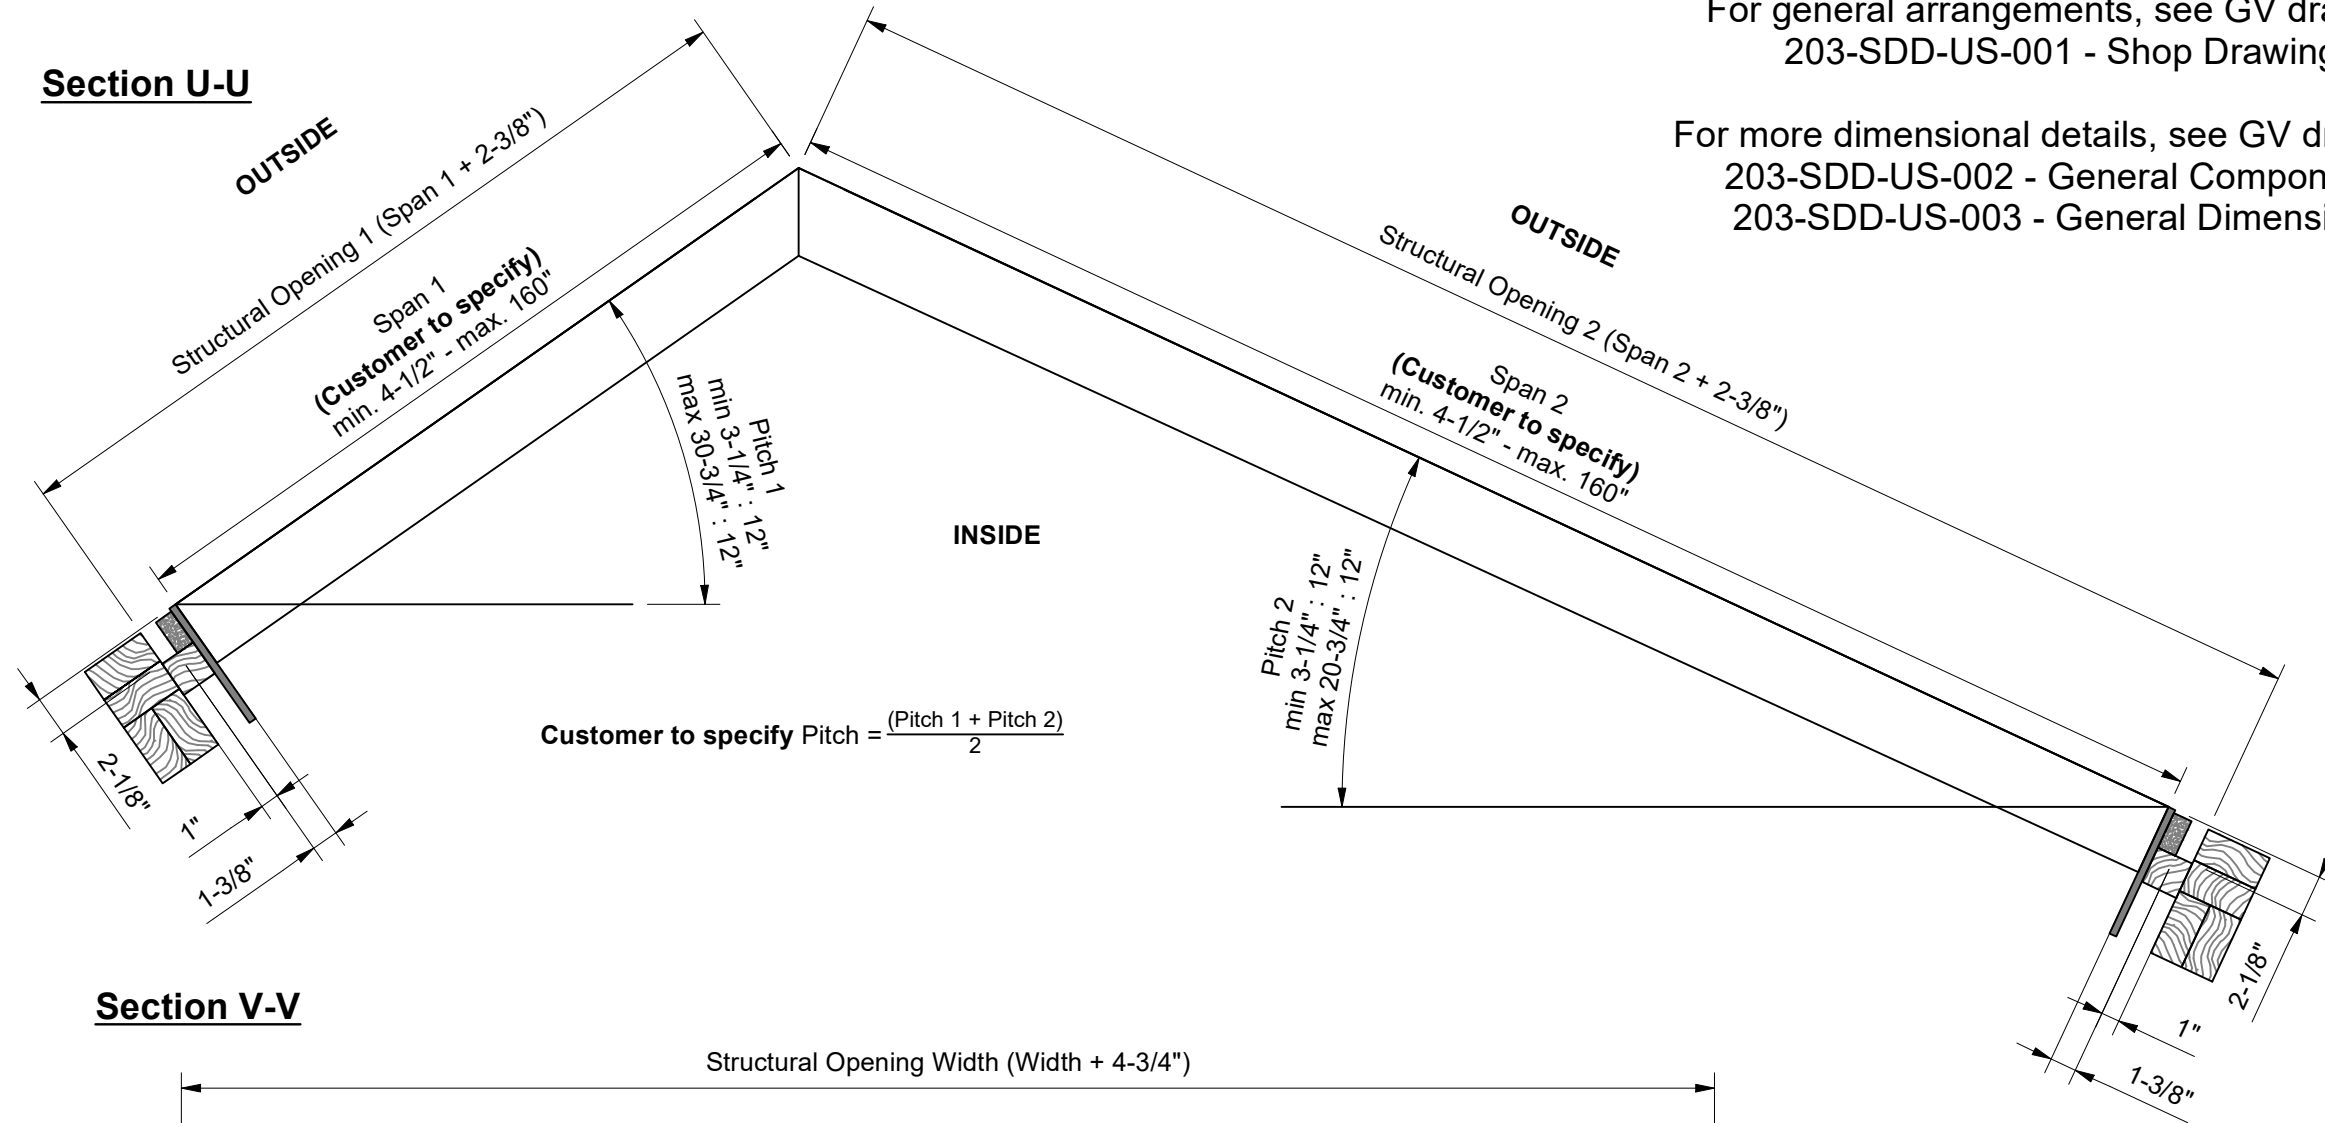 Section U-U
For general arrangements, see GV
203-SDD-US-001 - Shop Drawing
For more dimensional details, see GV
203-SDD-US-002 - General
203-SDD-US-003 - General
OUTSIDE
Structural Opening 1 (Span 1 + 2-3/8")
Span 1
(Customer to specify)
min. 4-1/2" - max. 160"
Pitch 1
min 3-1/4" : 12"
max 30-3/4" : 12"
OUTSIDE
Structural Opening 2 (Span 2 + 2-3/8")
Span 2
(Customer to specify)
min. 4-1/2" - max. 160"
INSIDE
Pitch 2
min 3-1/4" : 12"
max 20-3/4" : 12"
Customer to specify Pitch = (Pitch 1 + Pitch 2)
2
2-1/8"
1"
1-3/8"
2-1/8"
1"
1-3/8"
Section V-V
Structural Opening Width (Width + 4-3/4")